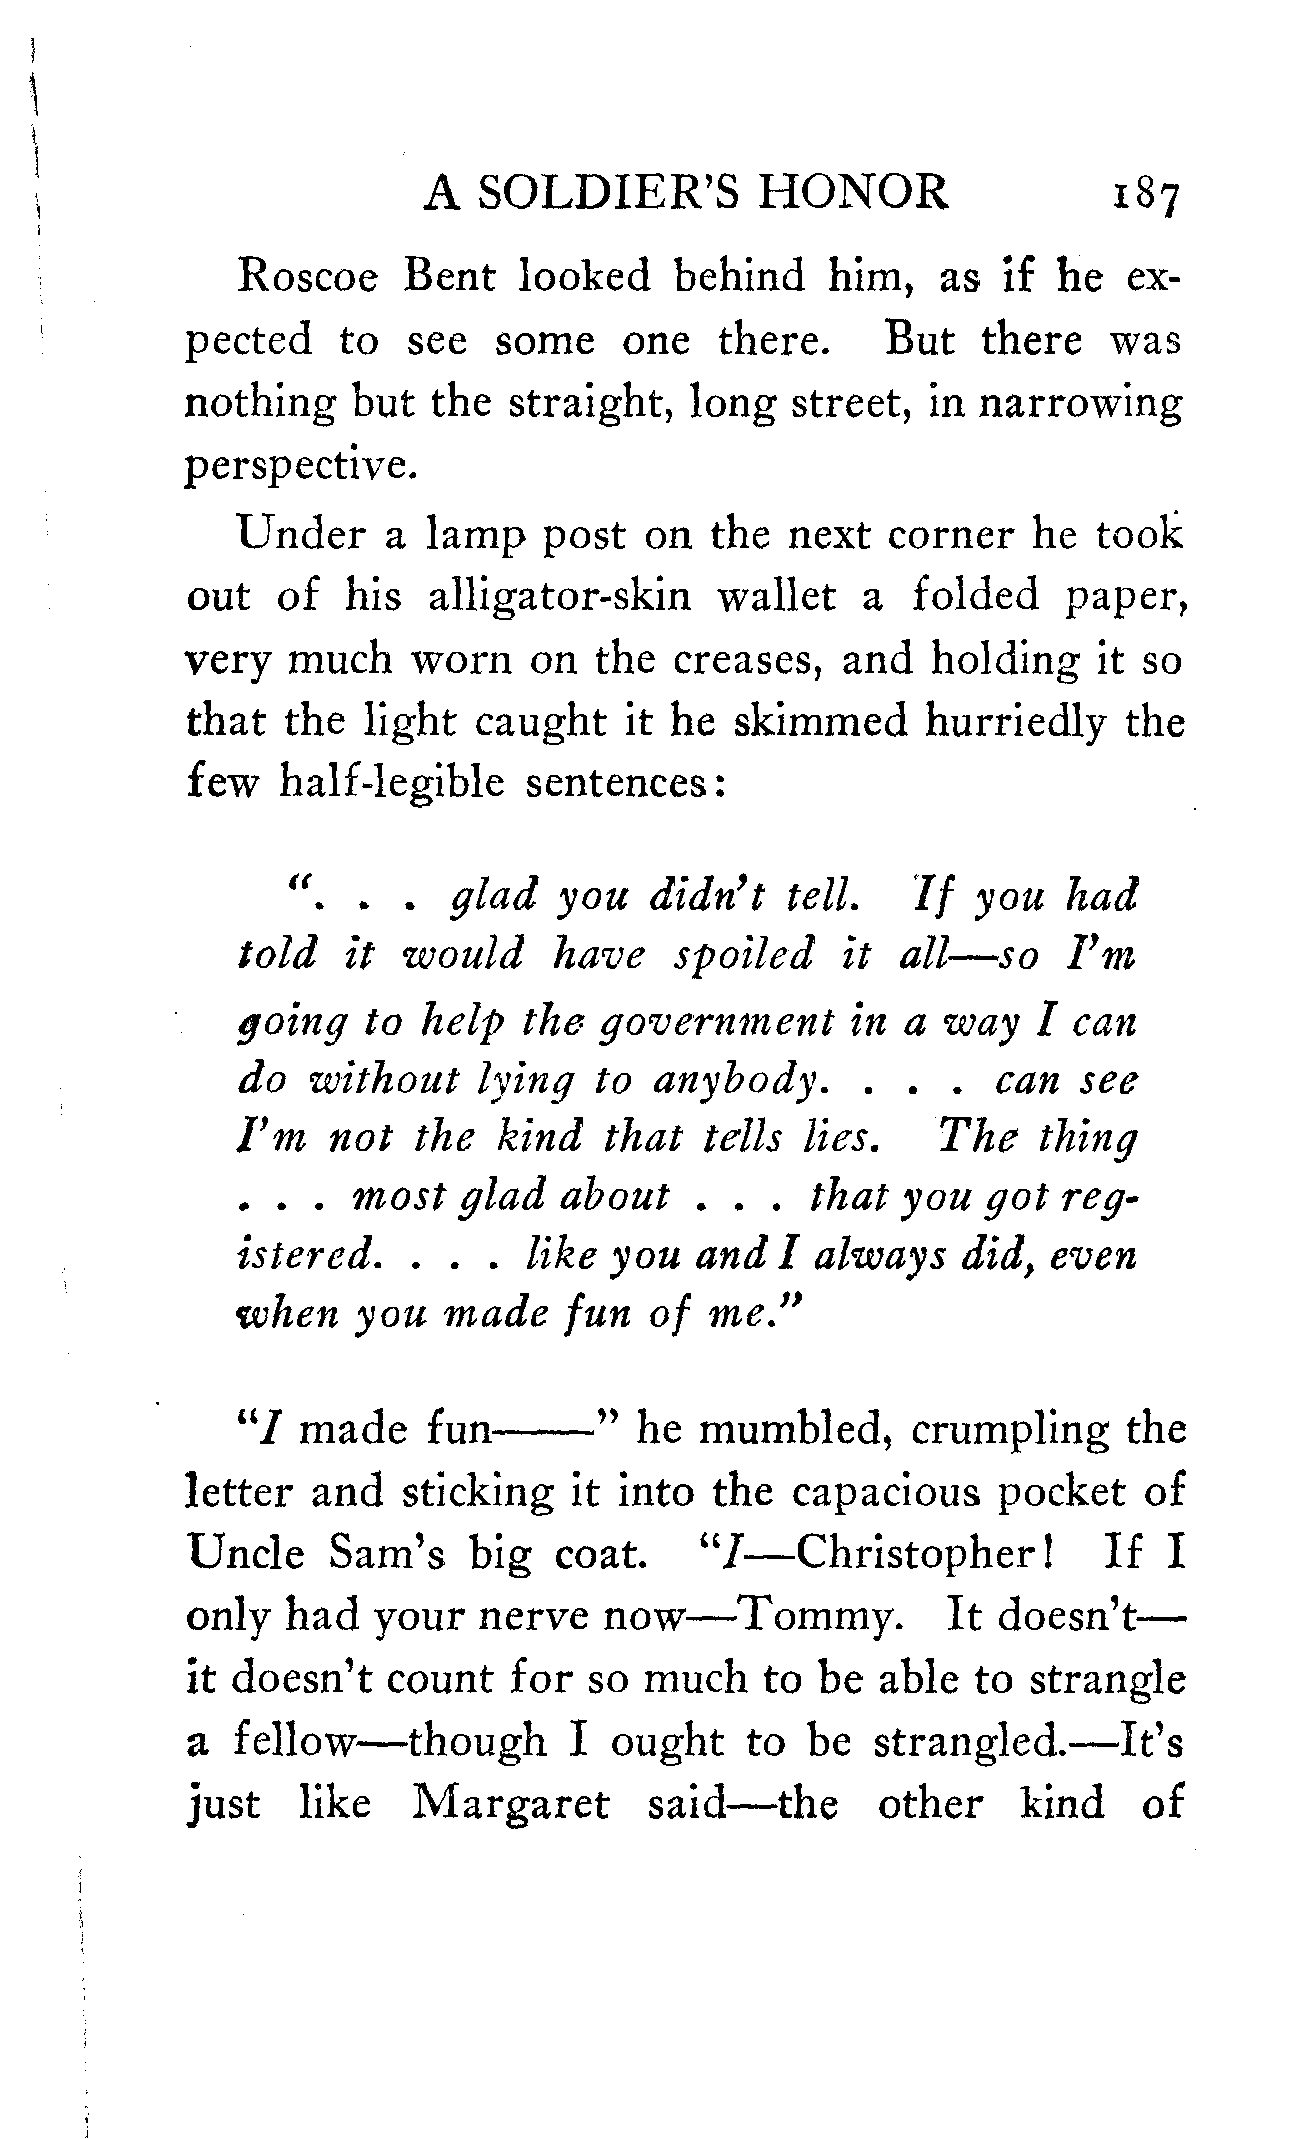 A SOLDIER'S HONOR 187
Roscoe Bent looked behind him, as if he ex-
pected to see some one there. But there was
nothing but the straight, long street, in narrowing
perspective.
Under a lamp post on the next corner he took
out of his alligator-skin wallet a folded paper,
very much worn on the creases, and holding it so
that the light caught it he skimmed hurriedly the
few half-legible sentences:
". . . glad you didn't tell. If you had
told it would have spoiled it all—so I'm
going to help the government in a way I can
do without lying to anybody. . . . can see
I'm not the kind that tells lies. The thing
. . . most glad about . . . that you got reg-
istered. . . . like you and I always did, even
when you made fun of me."
"I made fun——" he mumbled, crumpling the
letter and sticking it into the capacious pocket of
Uncle Sam's big coat. "I—Christopher! If I
only had your nerve now—Tommy. It doesn't—
it doesn't count for so much to be able to strangle
a fellow—though I ought to be strangled.—It's
just like Margaret said—the other kind of